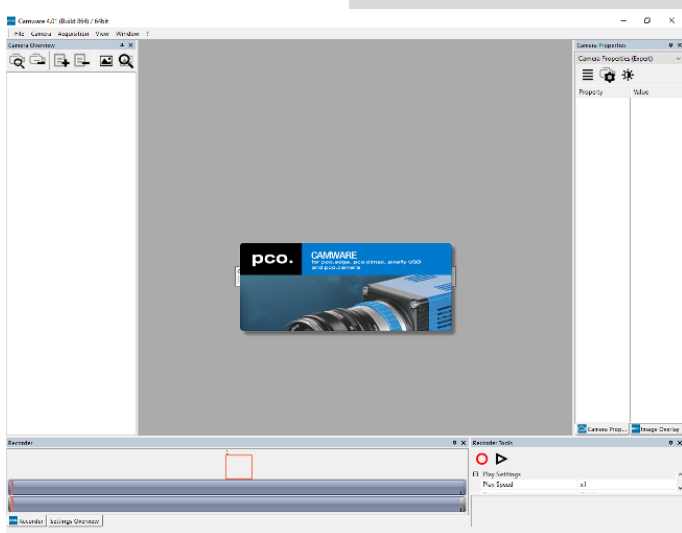 Camware 4.01 (Build 864) / 64bit
File Camera Acquisition View Window ?
Camera Overview
Camera Properties
Camera Properties (Expert)
Property Value
pco.
CAMWARE
for pco.edge, pco.dimax, pixelfly USB
and pco.camera
Camera Prop... Image Overlay
Recorder
Recorder Tools
Play Settings
Play Speed x1
Recorder Settings Overview